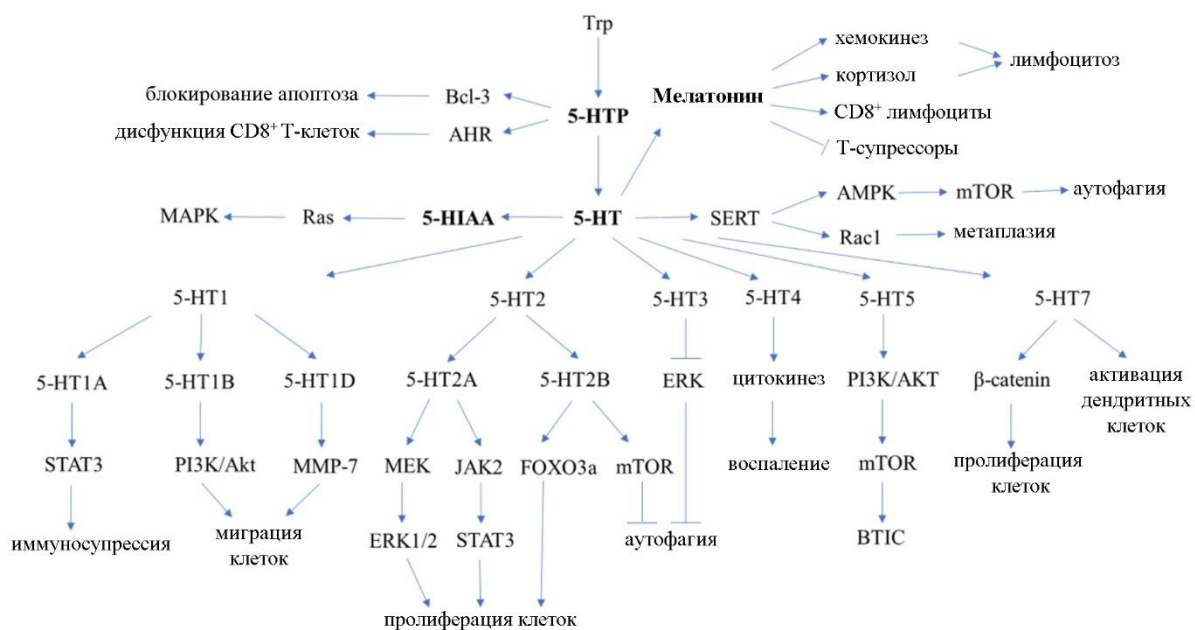 Trp
хемокинез
лимфоцитоз
кортизол
блокирование апоптоза Bcl-3 Мелатонин
5-HTP CD8⁺ лимфоциты
дисфункция CD8⁺ Т-клеток AHR
Т-супрессоры
AMPK mTOR аутофагия
MAPK Ras 5-HIAA 5-HT SERT
Rac1 метаплазия
5-HT1 5-HT2 5-HT3 5-HT4 5-HT5 5-HT7
5-HT1A 5-HT1B 5-HT1D 5-HT2A 5-HT2B ERK цитокинез PI3K/AKT β-catenin активация
дендритных
клеток
STAT3 PI3K/Akt MMP-7 MEK JAK2 FOXO3a mTOR воспаление mTOR пролиферация
клеток
иммуносупрессия миграция
клеток
ERK1/2 STAT3 аутофагия BTIC
пролиферация клеток